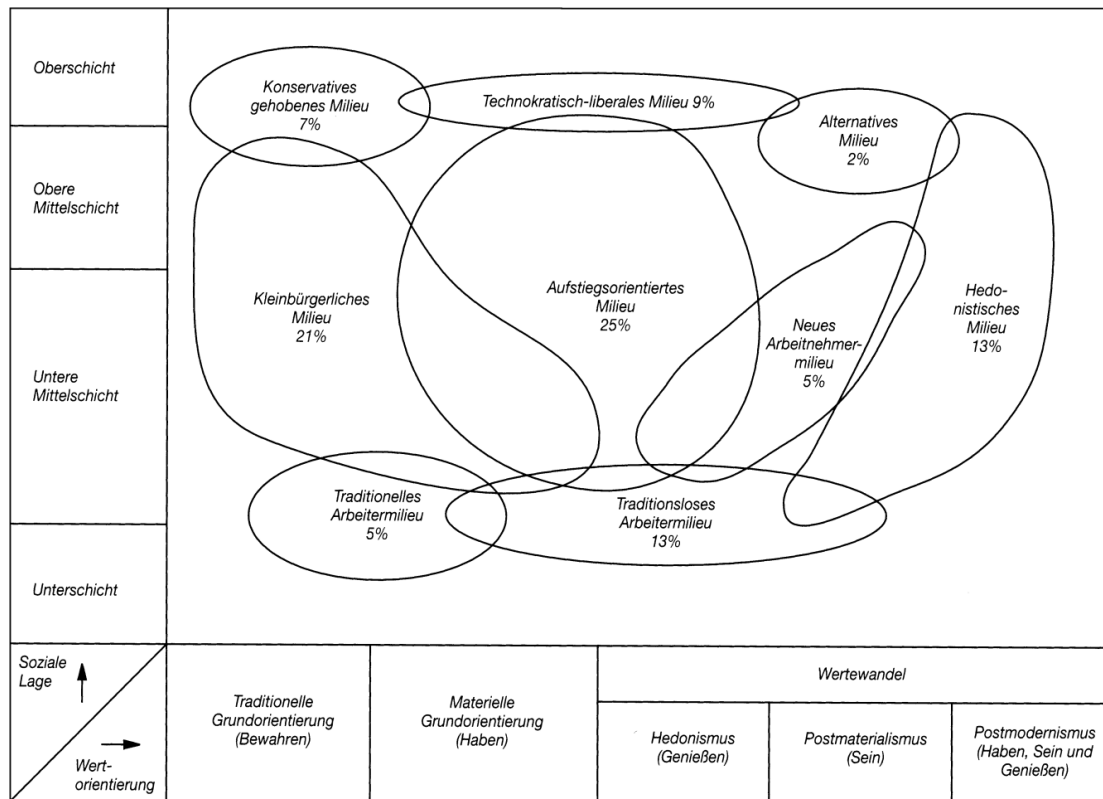 Oberschicht
Konservatives
gehobenes Milieu
7%
Technokratisch-liberales Milieu 9%
Alternatives
Milieu
2%
Obere
Mittelschicht
Kleinbürgerliches
Milieu
21%
Aufstiegsorientiertes
Milieu
25%
Neues
Arbeitnehmer-
milieu
5%
Hedo-
nistisches
Milieu
13%
Untere
Mittelschicht
Traditionelles
Arbeitermilieu
5%
Traditionsloses
Arbeitermilieu
13%
Unterschicht
Soziale
Lage
Wert-
orientierung
Traditionelle
Grundorientierung
(Bewahren)
Materielle
Grundorientierung
(Haben)
Wertewandel
Hedonismus
(Genießen)
Postmaterialismus
(Sein)
Postmodernismus
(Haben, Sein und
Genießen)